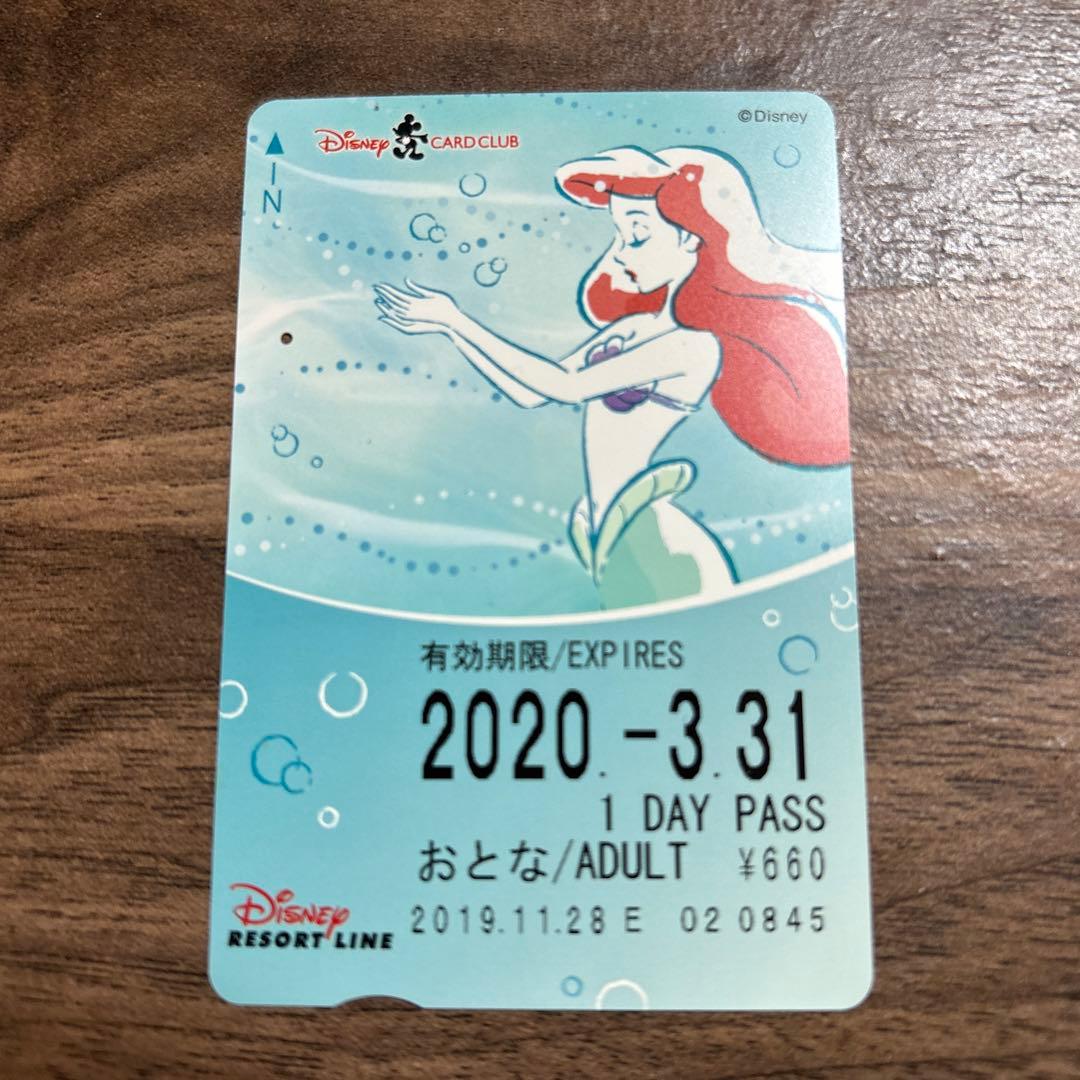 ©Disney
Disney CARD CLUB
IN
有効期限/EXPIRES
2020.-3.31
1 DAY PASS
おとな/ADULT ¥660
2019.11.28 E 02 0845
Disney
RESORT LINE